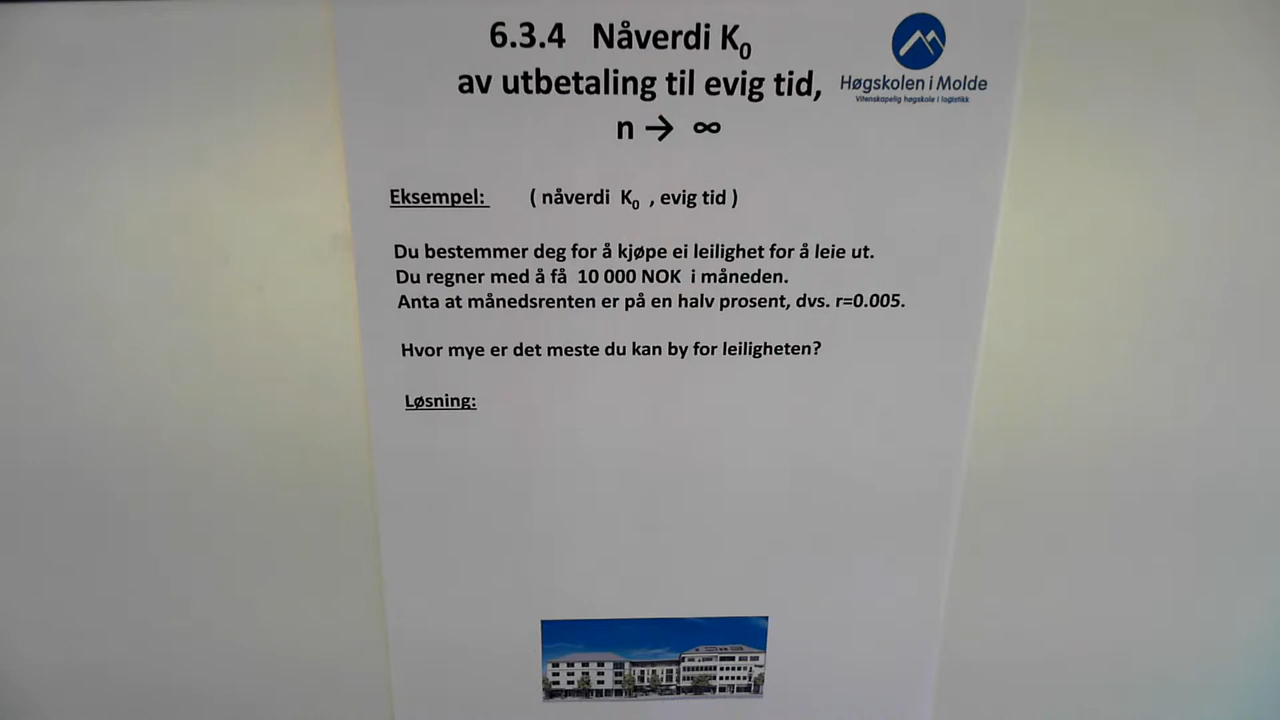 6.3.4 Nåverdi K₀
av utbetaling til evig tid,
n → ∞
Høgskolen i Molde
Vitenskapelig høgskole i logistikk
Eksempel: ( nåverdi K₀ , evig tid )
Du bestemmer deg for å kjøpe ei leilighet for å leie ut.
Du regner med å få 10 000 NOK i måneden.
Anta at månedsrenten er på en halv prosent, dvs. r=0.005.
Hvor mye er det meste du kan by for leiligheten?
Løsning: